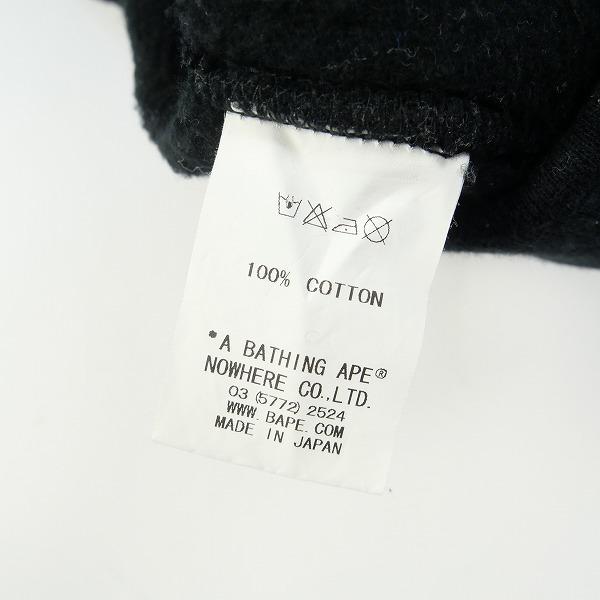 100% COTTON
*A BATHING APE®
NOWHERE CO.,LTD.
03 (5772) 2524
WWW.BAPE.COM
MADE IN JAPAN